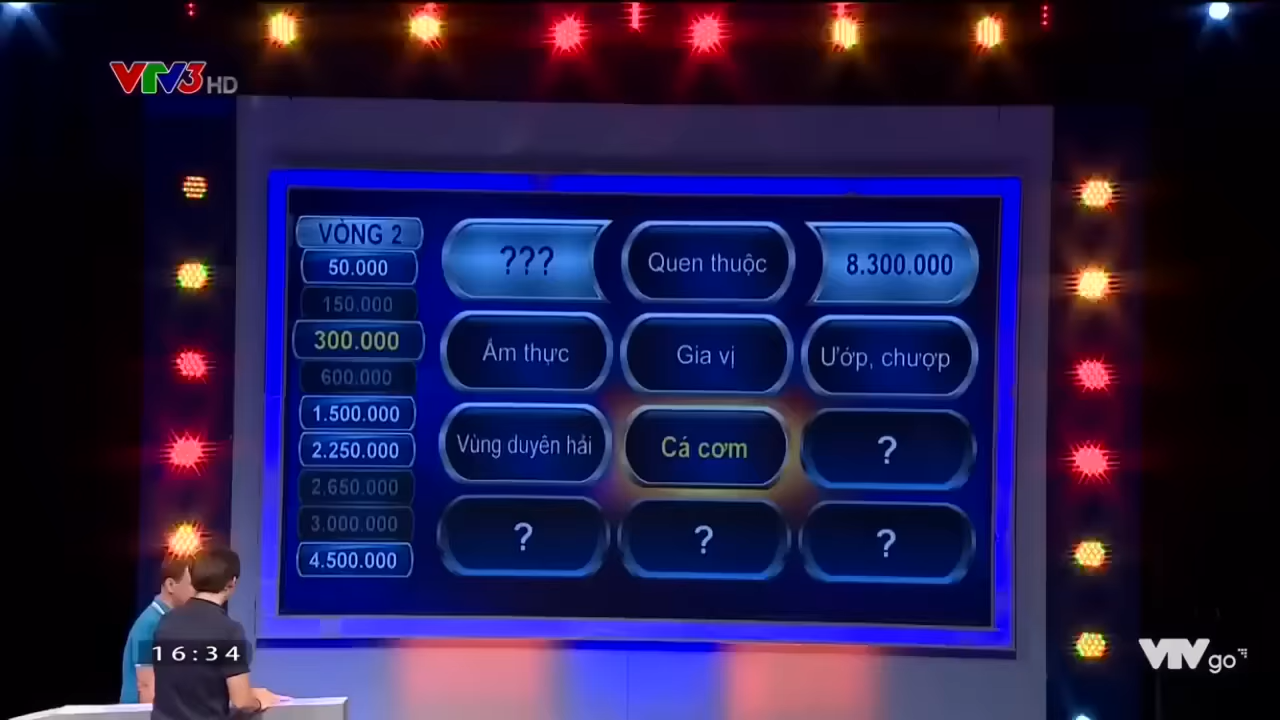 VTV3 HD
VÒNG 2
50.000
150.000
300.000
600.000
1.500.000
2.250.000
2.650.000
3.000.000
4.500.000
???
Quen thuộc
8.300.000
Ẩm thực
Gia vị
Ướp, chượp
Vùng duyên hải
Cá cơm
?
?
?
?
16:34
VTV go